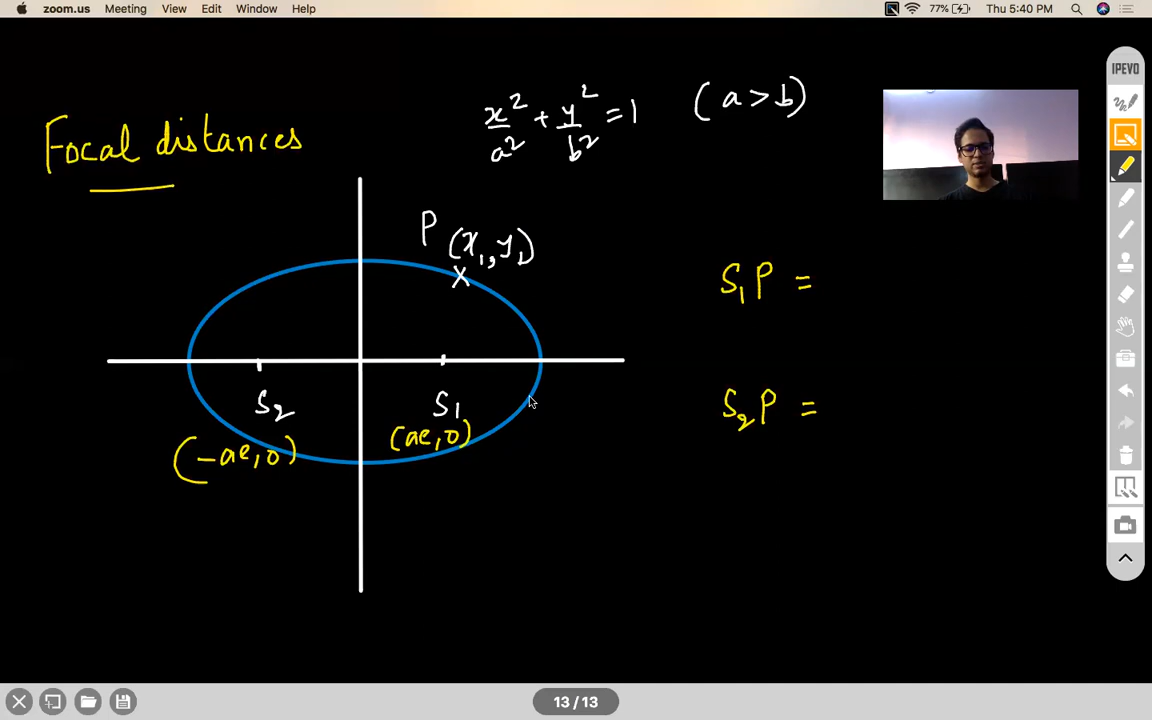 zoom.us Meeting View Edit Window Help 77% Thu 5:40 PM
Focal distances
x²/a² + y²/b² = 1 (a > b)
IPEVO
P (x₁, y₁)
S₁P =
S₂ S₁
(-ae, 0) (ae, 0)
S₂P =
13 / 13